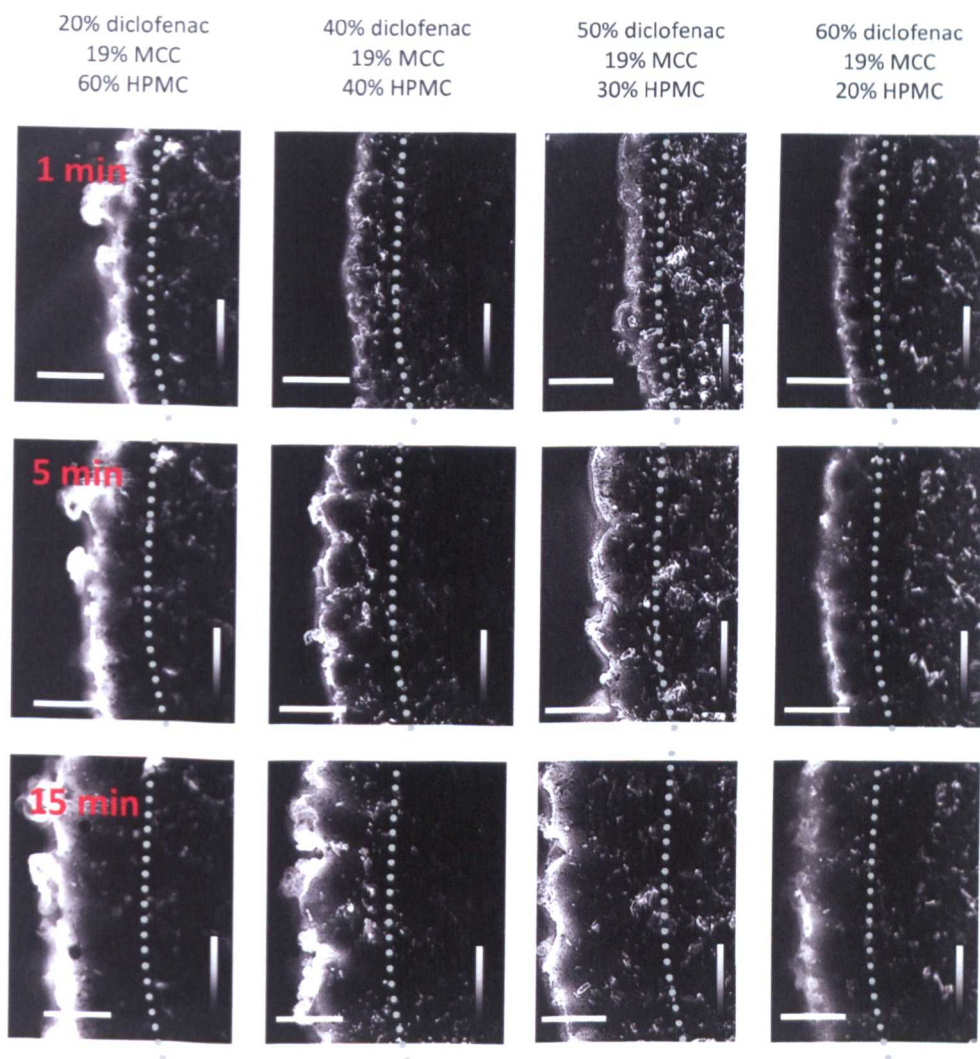 20% diclofenac
19% MCC
60% HPMC
40% diclofenac
19% MCC
40% HPMC
50% diclofenac
19% MCC
30% HPMC
60% diclofenac
19% MCC
20% HPMC
1 min
5 min
15 min